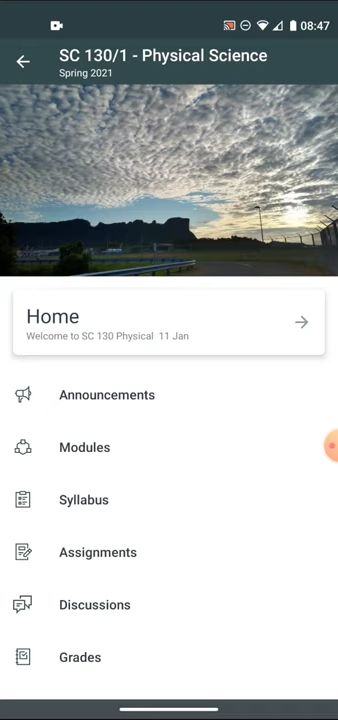 08:47
SC 130/1 - Physical Science
Spring 2021
Home
Welcome to SC 130 Physical 11 Jan
Announcements
Modules
Syllabus
Assignments
Discussions
Grades